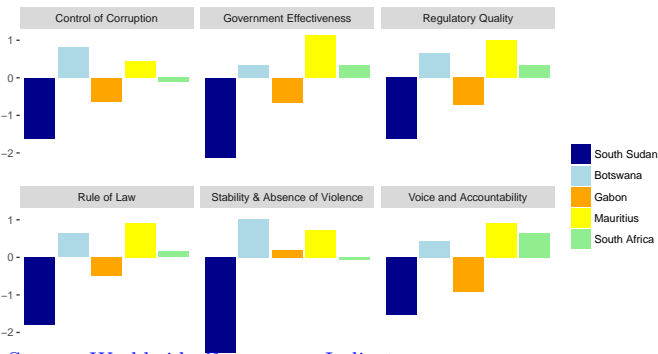 Control of Corruption
Government Effectiveness
Regulatory Quality
1
0
−1
−2
Rule of Law
Stability & Absence of Violence
Voice and Accountability
1
0
−1
−2
South Sudan
Botswana
Gabon
Mauritius
South Africa